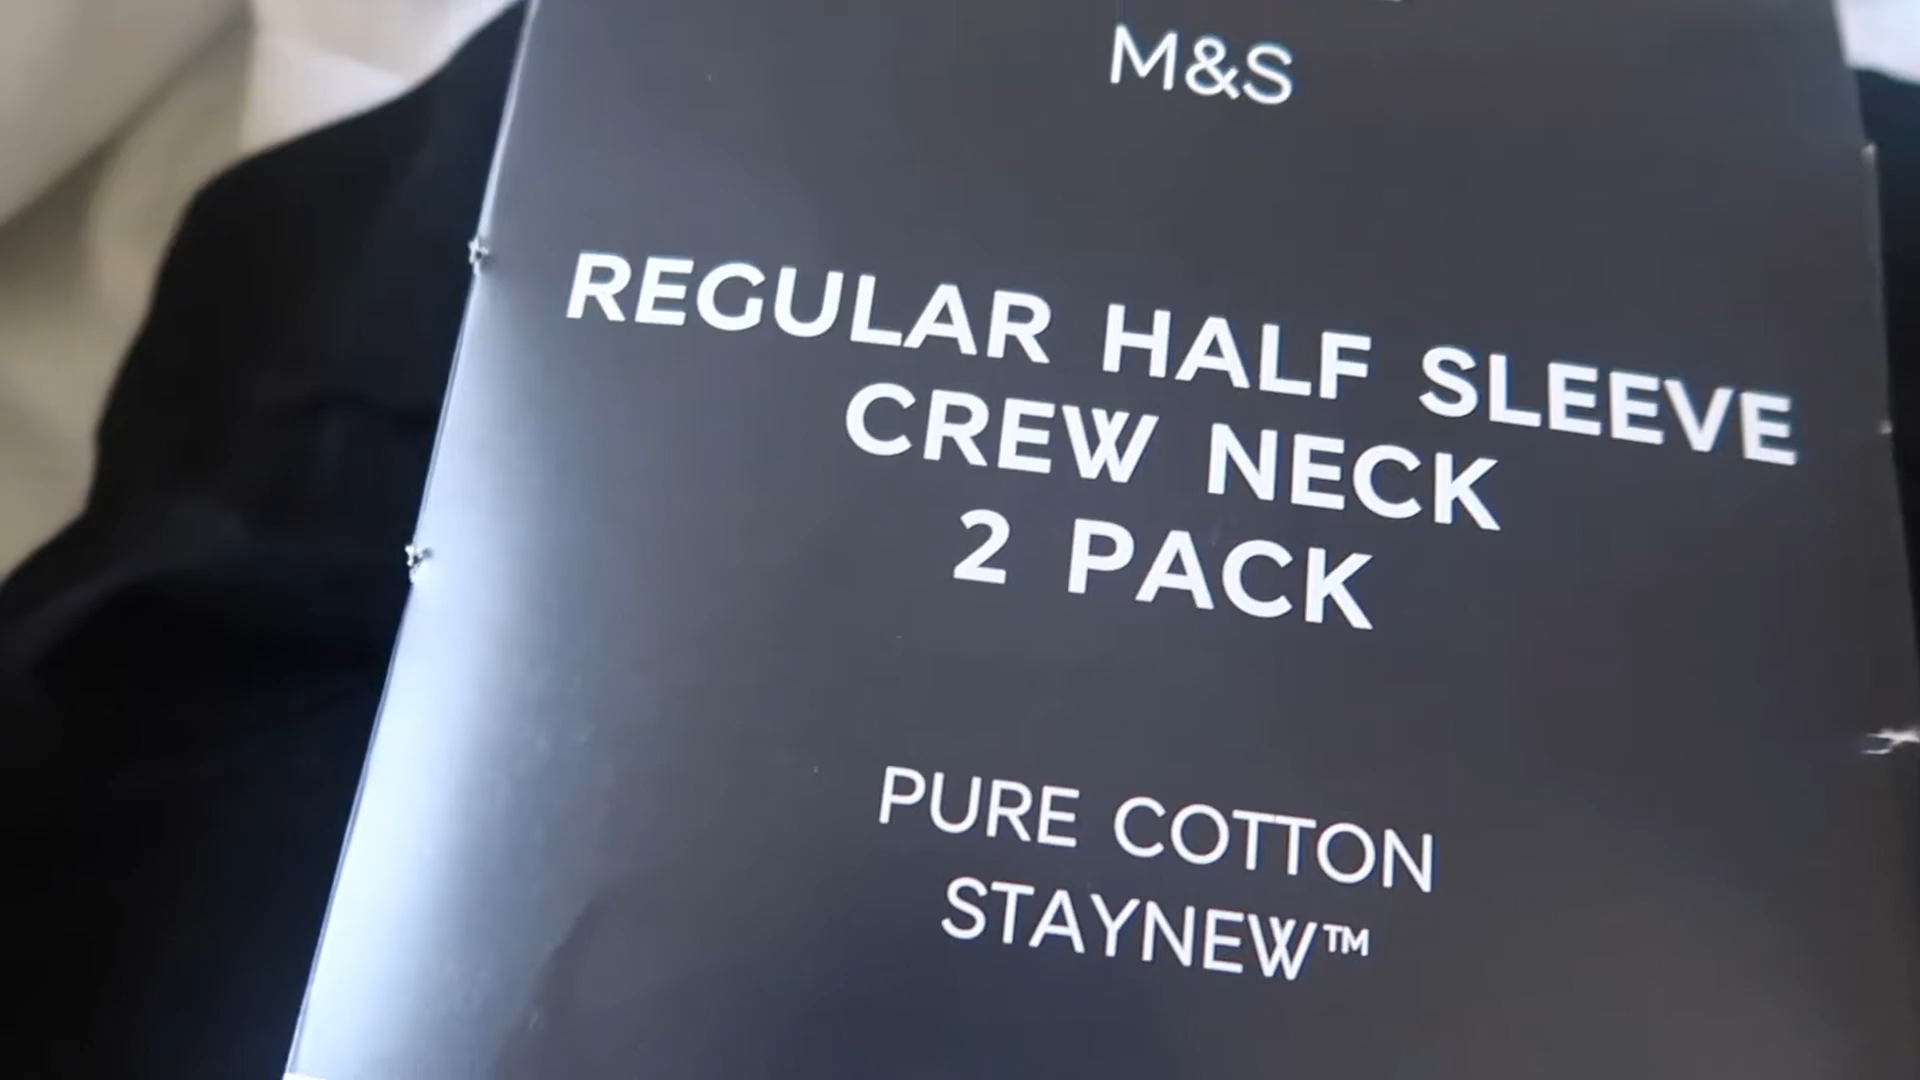 M&S
REGULAR HALF SLEEVE
CREW NECK
2 PACK
PURE COTTON
STAYNEW™